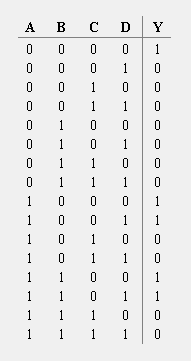 A B C D Y
0 0 0 0 1
0 0 0 1 0
0 0 1 0 0
0 0 1 1 0
0 1 0 0 0
0 1 0 1 0
0 1 1 0 0
0 1 1 1 0
1 0 0 0 1
1 0 0 1 1
1 0 1 0 0
1 0 1 1 0
1 1 0 0 1
1 1 0 1 1
1 1 1 0 0
1 1 1 1 0